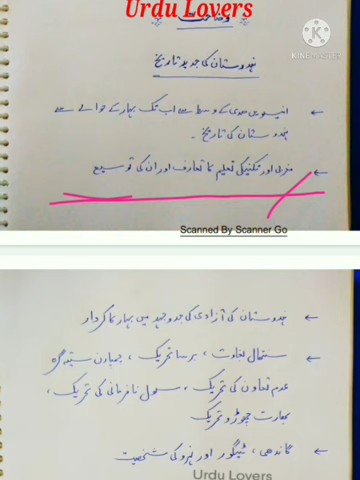 Urdu Lovers
KINEMASTER
ہندوستان کی جدید تاریخ
← انیسویں صدی کے وسط سے اب تک بہار کے حوالے سے
ہندوستان کی تاریخ ۔
← مغربی اور تکنیکی تعلیم کا تعارف اور ان کی توسیع
Scanned By Scanner Go
← ہندوستان کی آزادی کی جدوجہد میں بہار کا کردار
← سنتھال بغاوت ، برسا تحریک ، چمپارن ستیہ گرہ
عدم تعاون کی تحریک ، سول نافرمانی کی تحریک ،
بھارت چھوڑو تحریک
← گاندھی ، ٹیگور اور نہرو کی شخصیت
Urdu Lovers